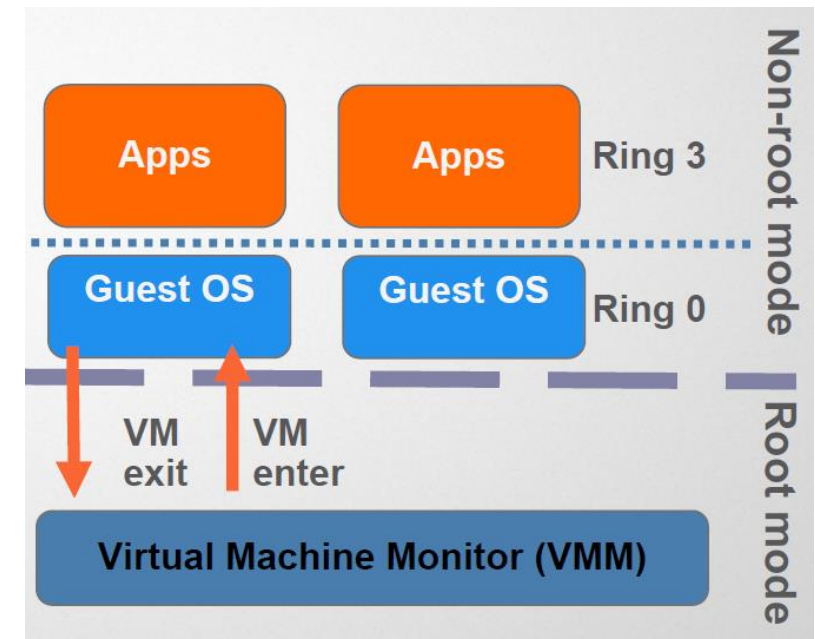 Non-root mode
Apps
Apps
Ring 3
Guest OS
Guest OS
Ring 0
VM
exit
VM
enter
Root mode
Virtual Machine Monitor (VMM)